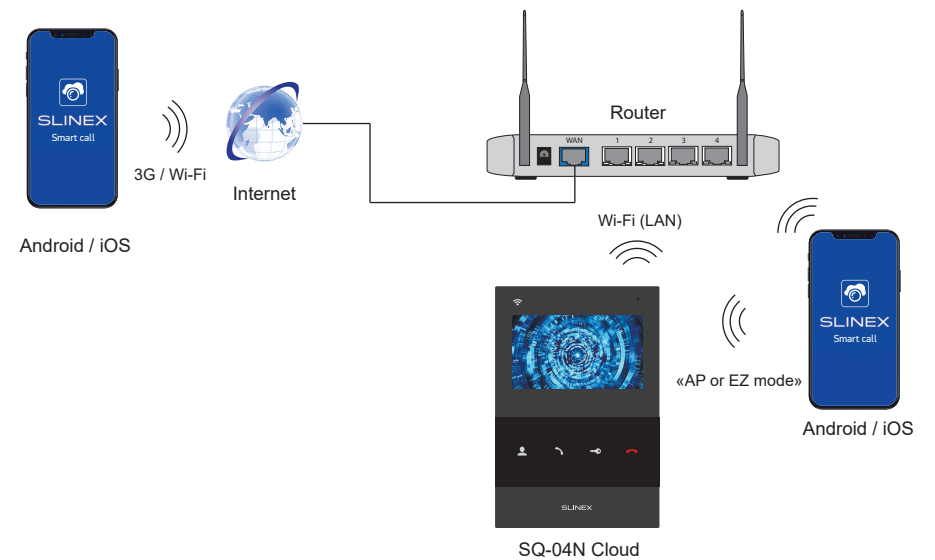 SLINEX
Smart call
3G / Wi-Fi
Android / iOS
Internet
Router
WAN
1
2
3
4
Wi-Fi (LAN)
SLINEX
Smart call
«AP or EZ mode»
Android / iOS
SLINEX
SQ-04N Cloud